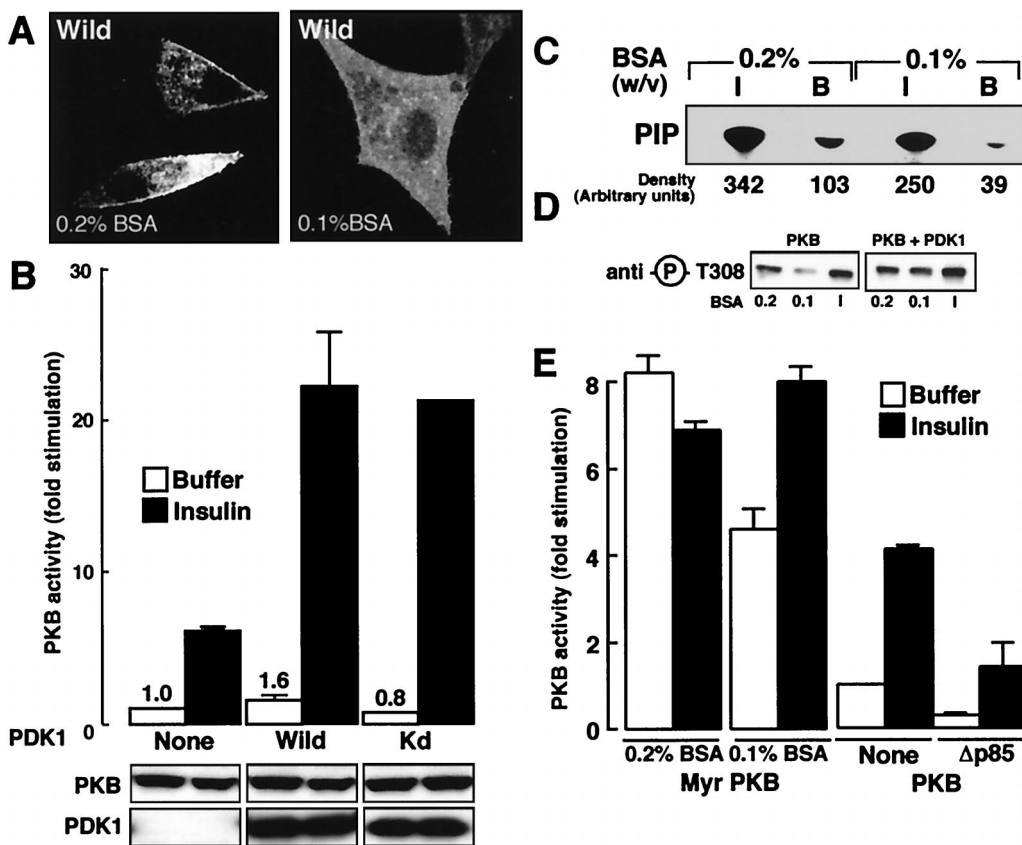 A
Wild
0.2% BSA
Wild
0.1%BSA
B
PKB activity (fold stimulation)
30
20
10
0
Buffer
Insulin
1.0
1.6
0.8
PDK1
None
Wild
Kd
PKB
PDK1
C
BSA
(w/v)
0.2%
0.1%
I
B
I
B
PIP
Density
(Arbitrary units)
342
103
250
39
D
PKB
PKB + PDK1
anti P T308
BSA
0.2
0.1
I
0.2
0.1
I
E
PKB activity (fold stimulation)
8
6
4
2
0
Buffer
Insulin
0.2% BSA
0.1% BSA
None
Δp85
Myr PKB
PKB